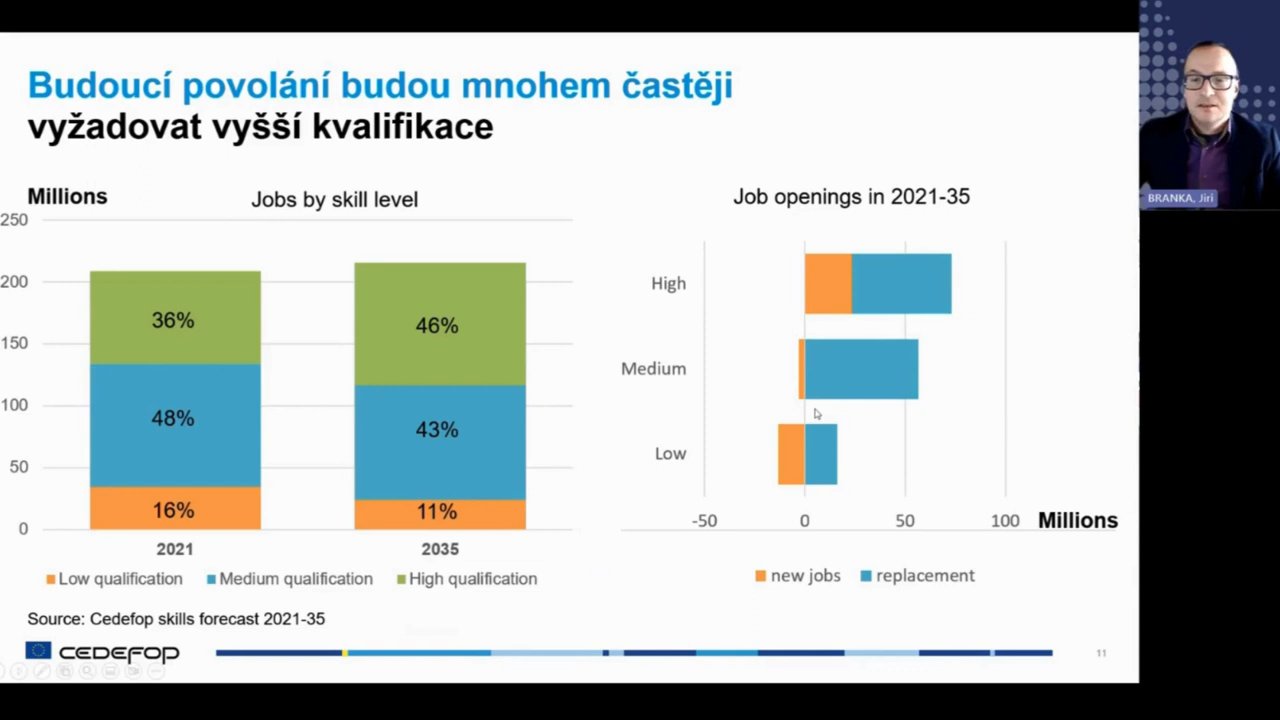 Budoucí povolání budou mnohem častěji
vyžadovat vyšší kvalifikace
Millions
Jobs by skill level
250
200
150
100
50
0
36%
48%
16%
46%
43%
11%
2021
2035
Low qualification
Medium qualification
High qualification
Job openings in 2021-35
High
Medium
Low
-50
0
50
100
Millions
new jobs
replacement
Source: Cedefop skills forecast 2021-35
CEDEFOP
11
BRANKA, Jiri